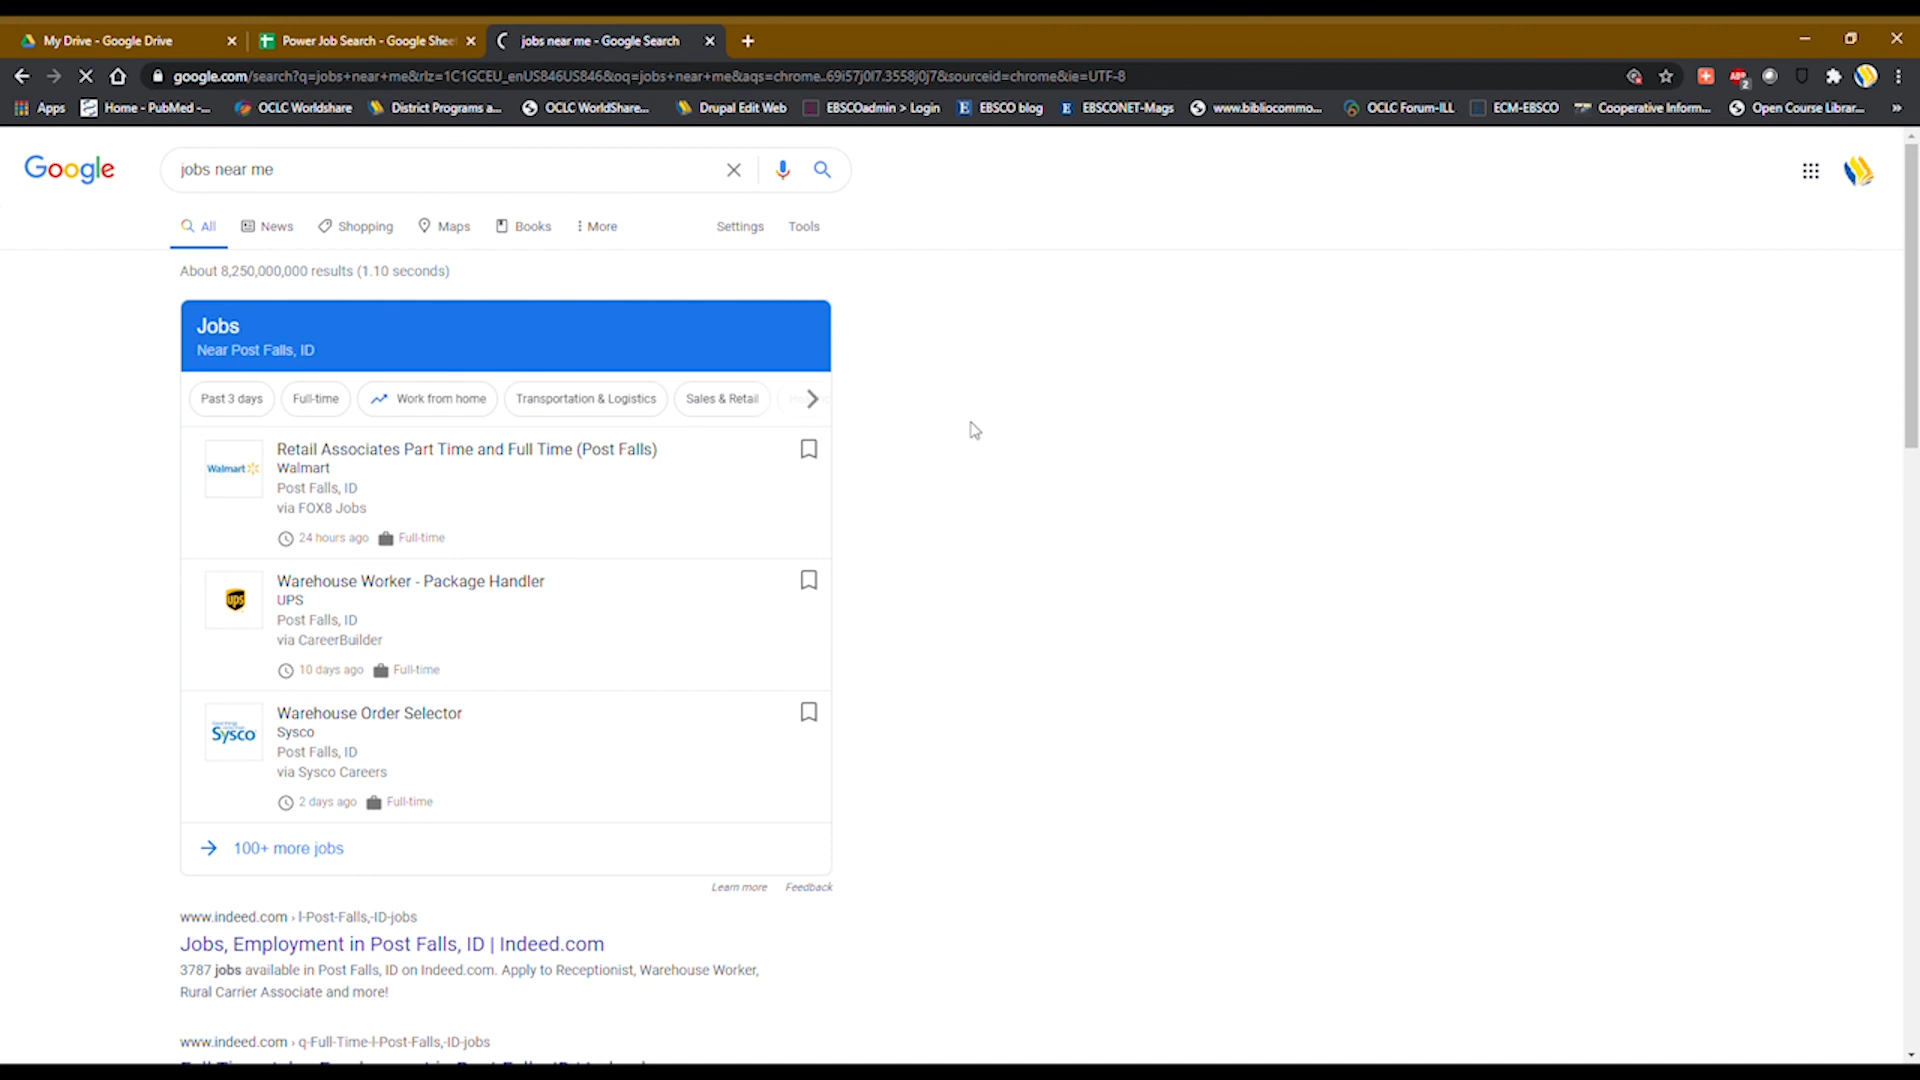 My Drive - Google Drive
Power Job Search - Google Shee
jobs near me - Google Search
google.com/search?q=jobs+near+me&rlz=1C1GCEU_enUS846US846&oq=jobs+near+me&aqs=chrome..69i57j0l7.3558j0j7&sourceid=chrome&ie=UTF-8
ABP
2
Apps
Home - PubMed -...
OCLC Worldshare
District Programs a...
OCLC WorldShare...
Drupal Edit Web
EBSCOadmin > Login
EBSCO blog
EBSCONET-Mags
www.bibliocommo...
OCLC Forum-ILL
ECM-EBSCO
Cooperative Inform...
Open Course Librar...
»
Google
jobs near me
All
News
Shopping
Maps
Books
More
Settings
Tools
About 8,250,000,000 results (1.10 seconds)
Jobs
Near Post Falls, ID
Past 3 days
Full-time
Work from home
Transportation & Logistics
Sales & Retail
Walmart
Retail Associates Part Time and Full Time (Post Falls)
Walmart
Post Falls, ID
via FOX8 Jobs
24 hours ago
Full-time
ups
Warehouse Worker - Package Handler
UPS
Post Falls, ID
via CareerBuilder
10 days ago
Full-time
Sysco
Warehouse Order Selector
Sysco
Post Falls, ID
via Sysco Careers
2 days ago
Full-time
100+ more jobs
Learn more
Feedback
www.indeed.com › l-Post-Falls,-ID-jobs
Jobs, Employment in Post Falls, ID | Indeed.com
3787 jobs available in Post Falls, ID on Indeed.com. Apply to Receptionist, Warehouse Worker,
Rural Carrier Associate and more!
www.indeed.com › q-Full-Time-l-Post-Falls,-ID-jobs